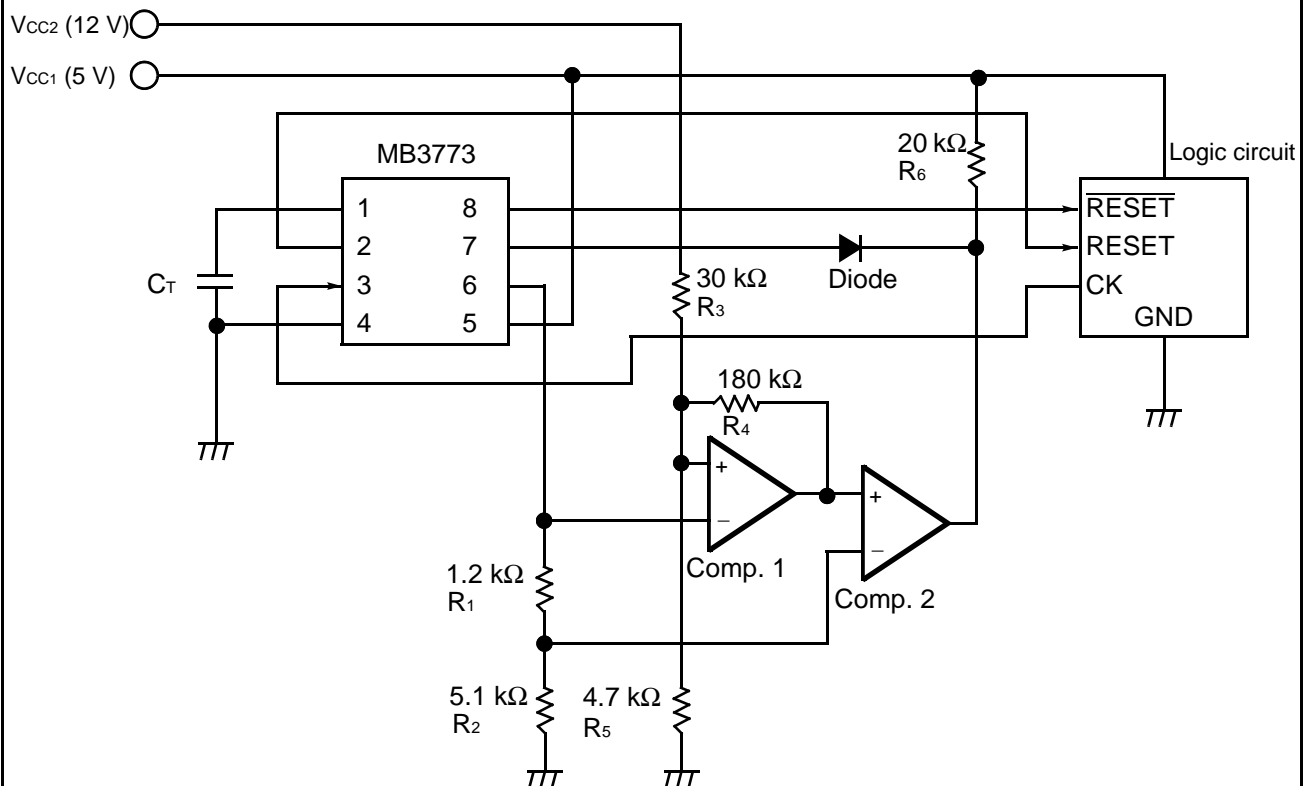 VCC2 (12 V)
VCC1 (5 V)
MB3773
20 kΩ
R6
Logic circuit
1 8
2 7
3 6
4 5
RESET
RESET
CK
GND
CT
Diode
30 kΩ
R3
180 kΩ
R4
+
−
Comp. 1
+
−
Comp. 2
1.2 kΩ
R1
5.1 kΩ
R2
4.7 kΩ
R5